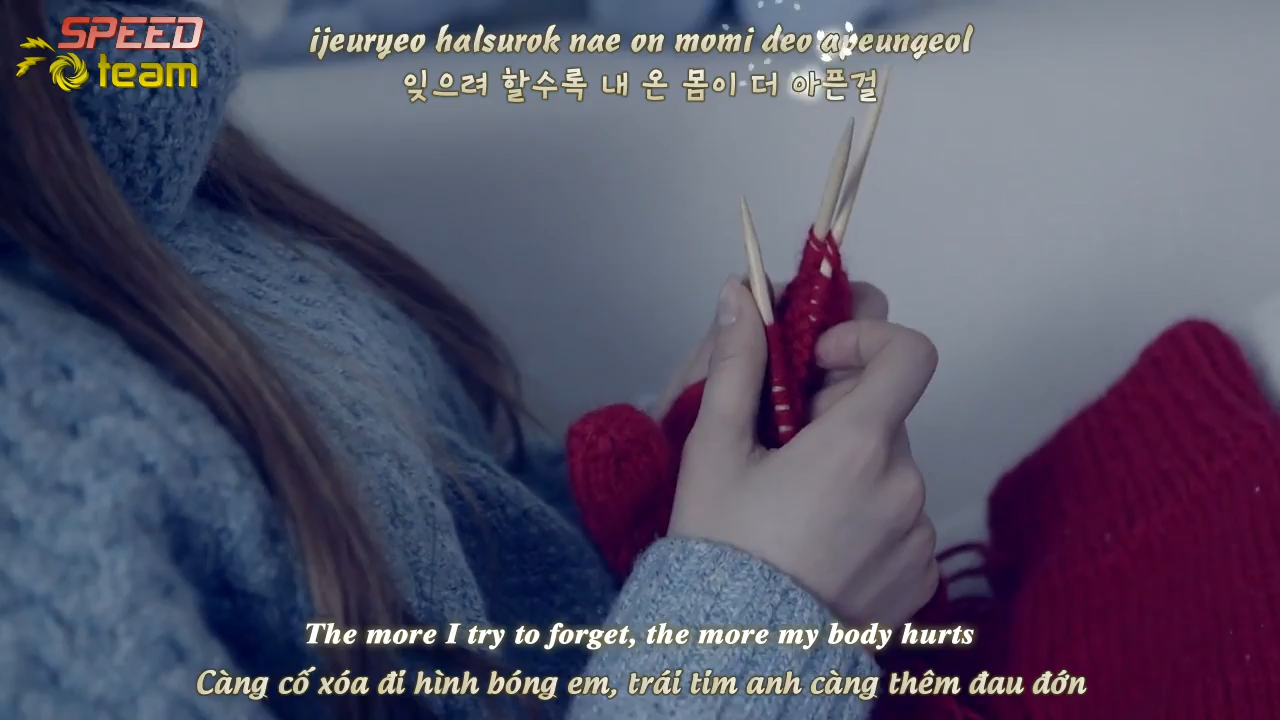 SPEED
team
ijeuryeo halsurok nae on momi deo apeungeol
잊으려 할수록 내 온 몸이 더 아픈걸
The more I try to forget, the more my body hurts
Càng cố xóa đi hình bóng em, trái tim anh càng thêm đau đớn